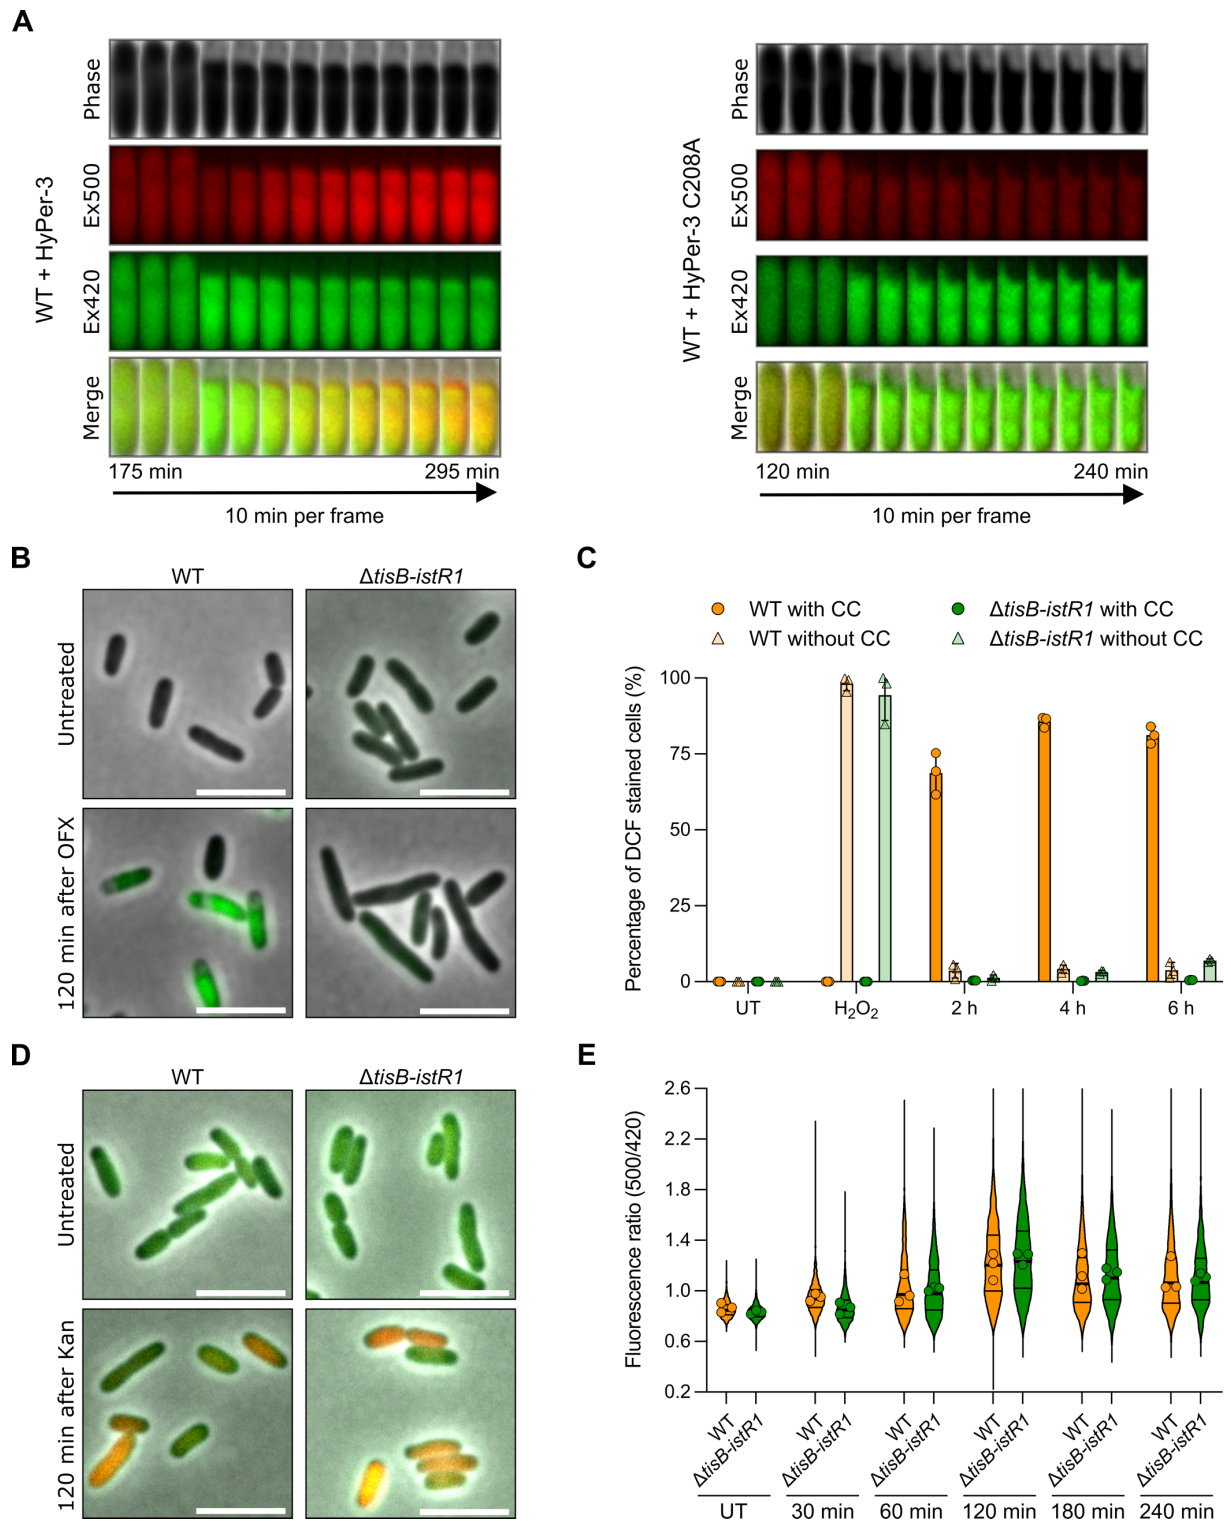 A
WT + HyPer-3
Phase
Ex500
Ex420
Merge
175 min
295 min
10 min per frame
WT + HyPer-3 C208A
Phase
Ex500
Ex420
Merge
120 min
240 min
10 min per frame
B
WT
ΔtisB-istR1
Untreated
120 min after OFX
C
WT with CC
ΔtisB-istR1 with CC
WT without CC
ΔtisB-istR1 without CC
Percentage of DCF stained cells (%)
100
75
50
25
0
UT
H₂O₂
2 h
4 h
6 h
D
WT
ΔtisB-istR1
Untreated
120 min after Kan
E
Fluorescence ratio (500/420)
2.6
2.2
1.8
1.4
1.0
0.6
0.2
WT
ΔtisB-istR1
WT
ΔtisB-istR1
WT
ΔtisB-istR1
WT
ΔtisB-istR1
WT
ΔtisB-istR1
WT
ΔtisB-istR1
UT
30 min
60 min
120 min
180 min
240 min